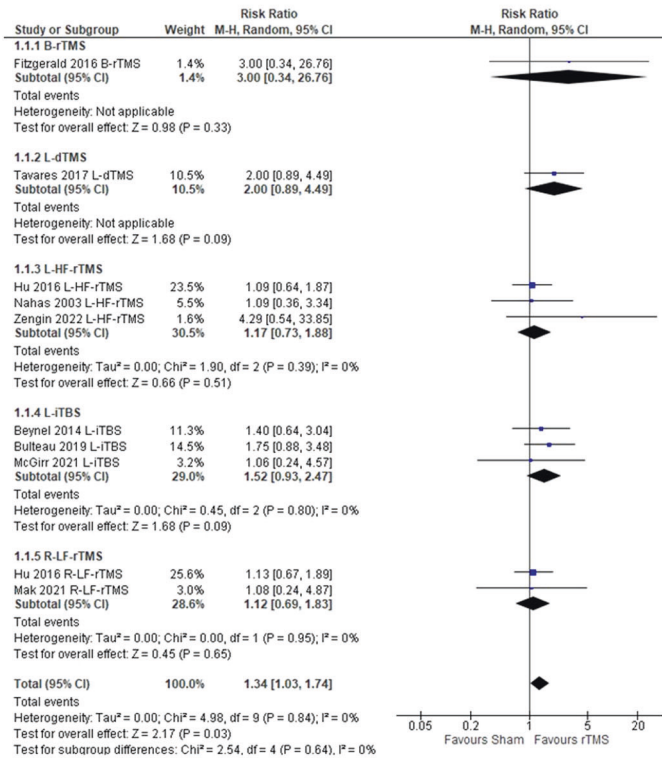 Risk Ratio Risk Ratio
Study or Subgroup Weight M-H, Random, 95% CI M-H, Random, 95% CI
1.1.1 B-rTMS
Fitzgerald 2016 B-rTMS 1.4% 3.00 [0.34, 26.76]
Subtotal (95% CI) 1.4% 3.00 [0.34, 26.76]
Total events
Heterogeneity: Not applicable
Test for overall effect: Z = 0.98 (P = 0.33)
1.1.2 L-dTMS
Tavares 2017 L-dTMS 10.5% 2.00 [0.89, 4.49]
Subtotal (95% CI) 10.5% 2.00 [0.89, 4.49]
Total events
Heterogeneity: Not applicable
Test for overall effect: Z = 1.68 (P = 0.09)
1.1.3 L-HF-rTMS
Hu 2016 L-HF-rTMS 23.5% 1.09 [0.64, 1.87]
Nahas 2003 L-HF-rTMS 5.5% 1.09 [0.36, 3.34]
Zengin 2022 L-HF-rTMS 1.6% 4.29 [0.54, 33.85]
Subtotal (95% CI) 30.5% 1.17 [0.73, 1.88]
Total events
Heterogeneity: Tau² = 0.00; Chi² = 1.90, df = 2 (P = 0.39); I² = 0%
Test for overall effect: Z = 0.66 (P = 0.51)
1.1.4 L-iTBS
Beynel 2014 L-iTBS 11.3% 1.40 [0.64, 3.04]
Bulteau 2019 L-iTBS 14.5% 1.75 [0.88, 3.48]
McGirr 2021 L-iTBS 3.2% 1.06 [0.24, 4.57]
Subtotal (95% CI) 29.0% 1.52 [0.93, 2.47]
Total events
Heterogeneity: Tau² = 0.00; Chi² = 0.45, df = 2 (P = 0.80); I² = 0%
Test for overall effect: Z = 1.68 (P = 0.09)
1.1.5 R-LF-rTMS
Hu 2016 R-LF-rTMS 25.6% 1.13 [0.67, 1.89]
Mak 2021 R-LF-rTMS 3.0% 1.08 [0.24, 4.87]
Subtotal (95% CI) 28.6% 1.12 [0.69, 1.83]
Total events
Heterogeneity: Tau² = 0.00; Chi² = 0.00, df = 1 (P = 0.95); I² = 0%
Test for overall effect: Z = 0.45 (P = 0.65)
Total (95% CI) 100.0% 1.34 [1.03, 1.74]
Total events
Heterogeneity: Tau² = 0.00; Chi² = 4.98, df = 9 (P = 0.84); I² = 0%
Test for overall effect: Z = 2.17 (P = 0.03)
Test for subgroup differences: Chi² = 2.54, df = 4 (P = 0.64), I² = 0%
0.05 0.2 1 5 20
Favours Sham Favours rTMS